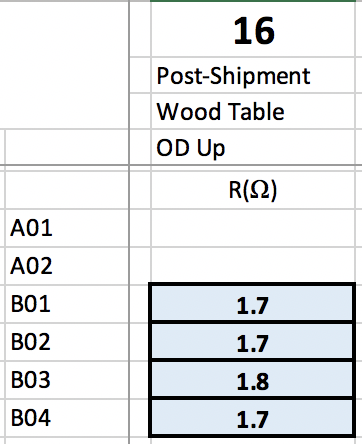 16
Post-Shipment
Wood Table
OD Up
R(Ω)
A01
A02
B01 1.7
B02 1.7
B03 1.8
B04 1.7